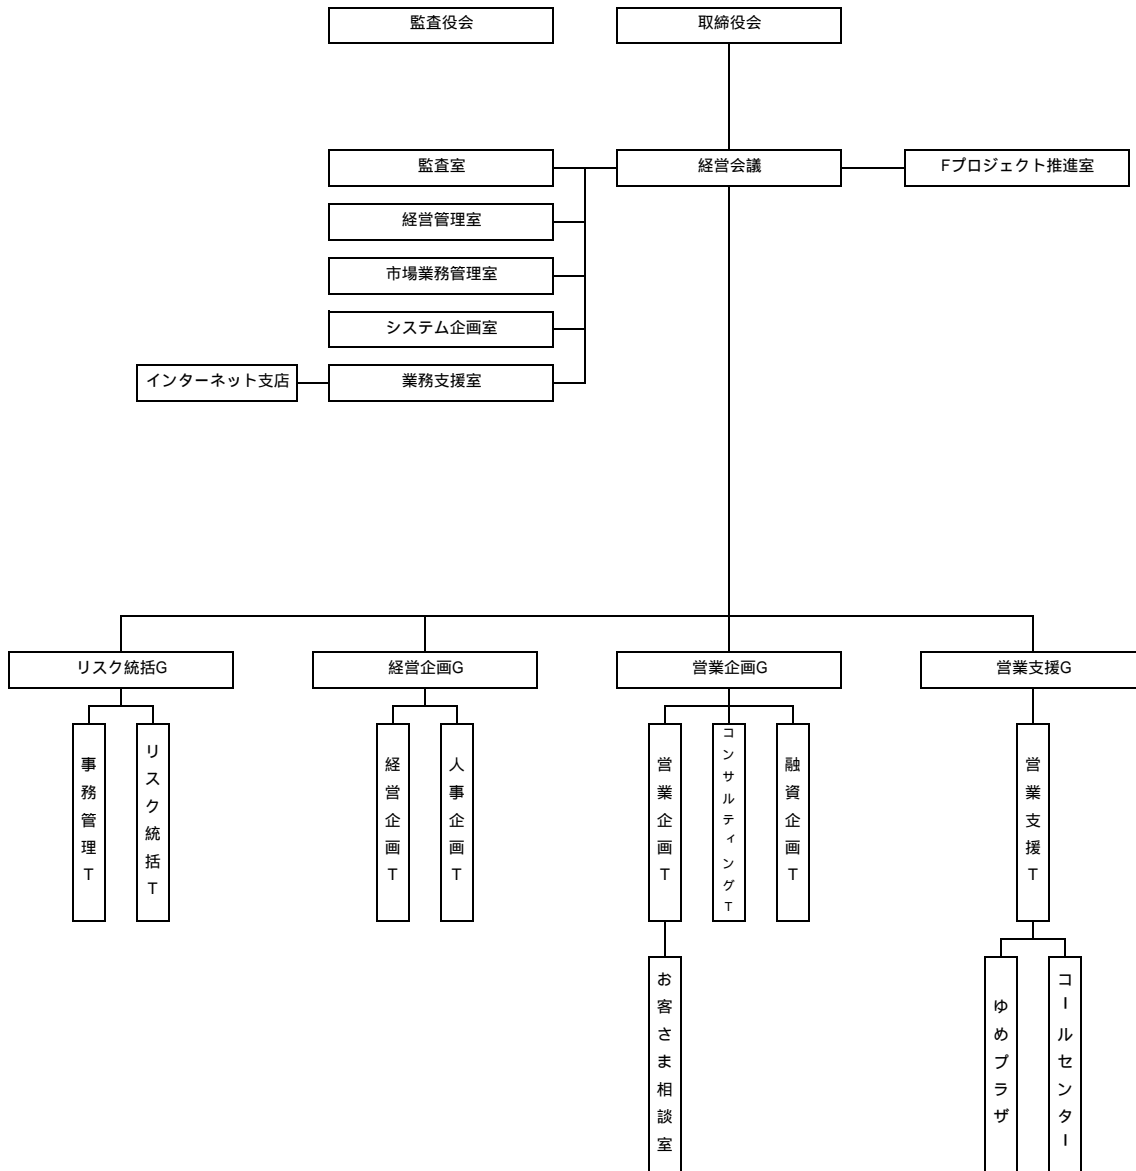 監査役会
取締役会
監査室
経営会議
Fプロジェクト推進室
経営管理室
市場業務管理室
システム企画室
インターネット支店
業務支援室
リスク統括G
経営企画G
営業企画G
営業支援G
事務管理T
リスク統括T
経営企画T
人事企画T
営業企画T
コンサルティングT
融資企画T
営業支援T
お客さま相談室
ゆめプラザ
コールセンター